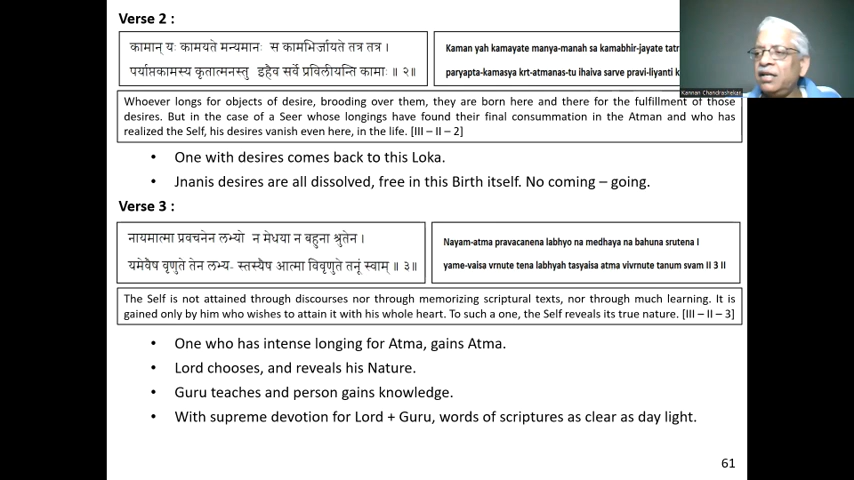 Verse 2 :
कामान् यः कामयते मन्यमानः स कामभिर्जायते तत्र तत्र ।
पर्याप्तकामस्य कृतात्मनस्तु इहैव सर्वे प्रविलीयन्ति कामाः ॥ २॥
Kaman yah kamayate manya-manah sa kamabhir-jayate
paryapta-kamasya krt-atmanas-tu ihaiva sarve pravi-liyanti
Kannan Chandrashekar
Whoever longs for objects of desire, brooding over them, they are born here and there for the fulfillment of those
desires. But in the case of a Seer whose longings have found their final consummation in the Atman and who has
realized the Self, his desires vanish even here, in the life. [III – II – 2]
• One with desires comes back to this Loka.
• Jnanis desires are all dissolved, free in this Birth itself. No coming – going.
Verse 3 :
नायमात्मा प्रवचनेन लभ्यो न मेधया न बहुना श्रुतेन ।
यमेवैष वृणुते तेन लभ्य- स्तस्यैष आत्मा विवृणुते तनूं स्वाम् ॥ ३॥
Nayam-atma pravacanena labhyo na medhaya na bahuna srutena I
yame-vaisa vrnute tena labhyah tasyaisa atma vivrnute tanum svam II 3 II
The Self is not attained through discourses nor through memorizing scriptural texts, nor through much learning. It is
gained only by him who wishes to attain it with his whole heart. To such a one, the Self reveals its true nature. [III – II – 3]
• One who has intense longing for Atma, gains Atma.
• Lord chooses, and reveals his Nature.
• Guru teaches and person gains knowledge.
• With supreme devotion for Lord + Guru, words of scriptures as clear as day light.
61